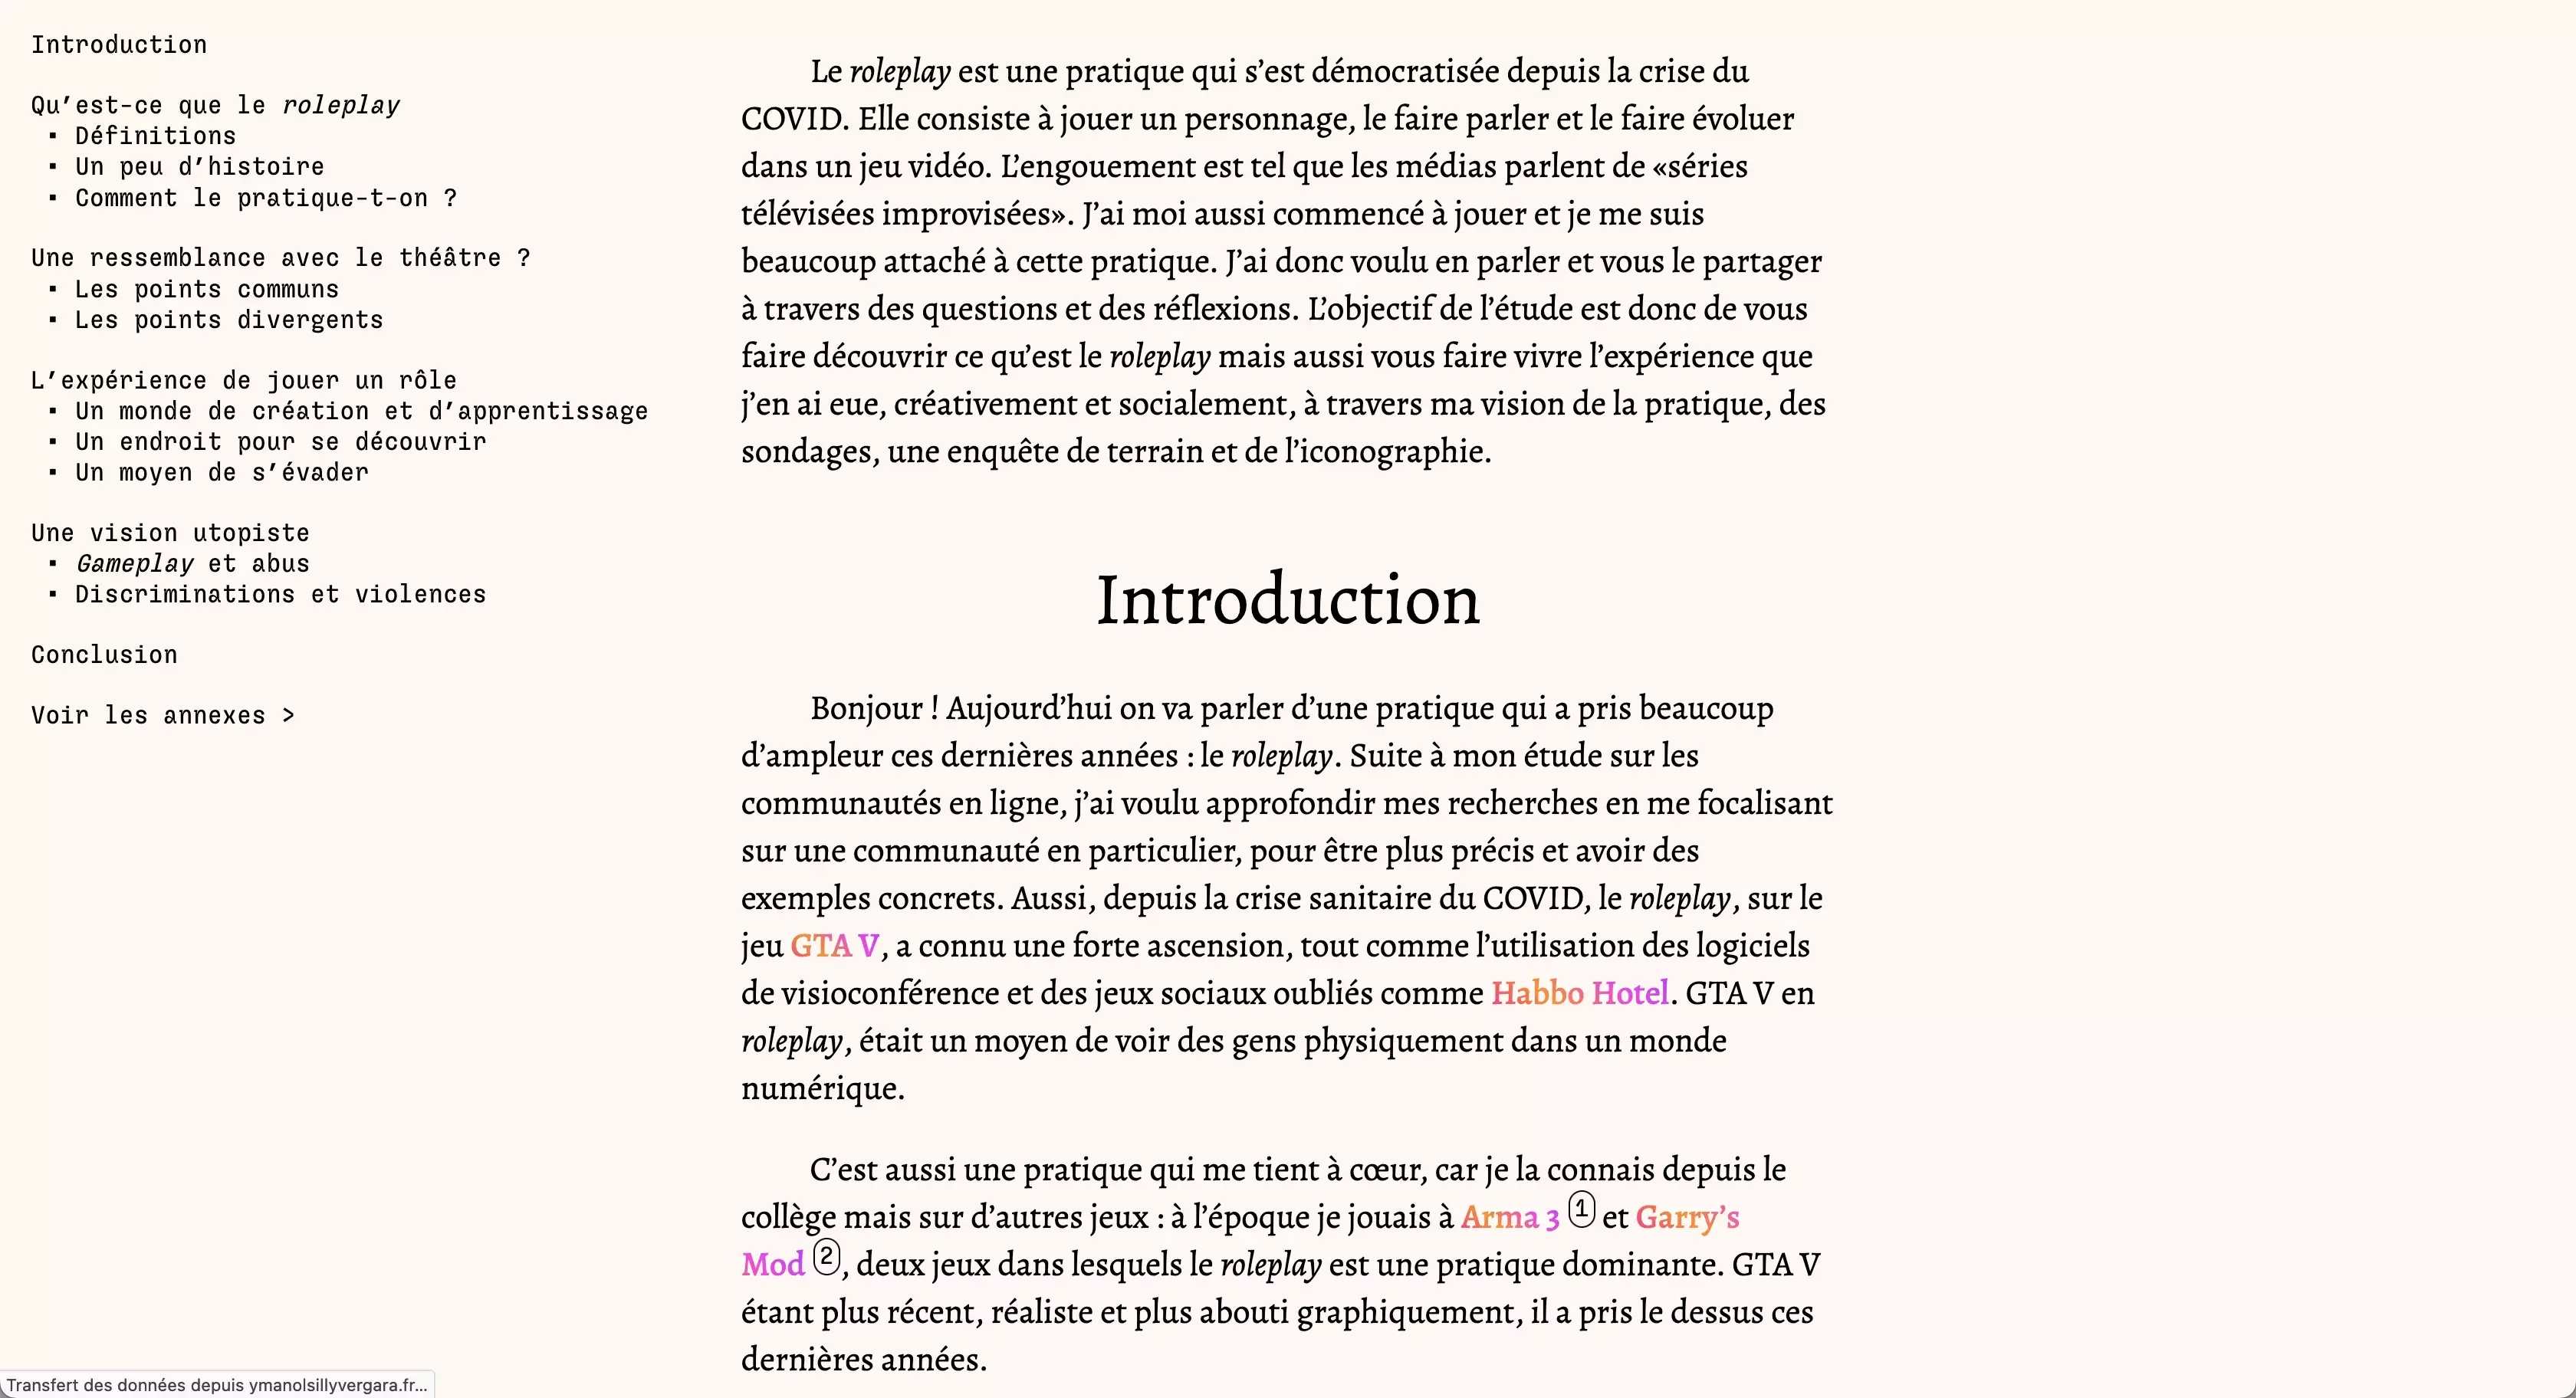 Introduction
Qu’est-ce que le roleplay
▪ Définitions
▪ Un peu d’histoire
▪ Comment le pratique-t-on ?
Une ressemblance avec le théâtre ?
▪ Les points communs
▪ Les points divergents
L’expérience de jouer un rôle
▪ Un monde de création et d’apprentissage
▪ Un endroit pour se découvrir
▪ Un moyen de s’évader
Une vision utopiste
▪ Gameplay et abus
▪ Discriminations et violences
Conclusion
Voir les annexes >
Le roleplay est une pratique qui s’est démocratisée depuis la crise du
COVID. Elle consiste à jouer un personnage, le faire parler et le faire évoluer
dans un jeu vidéo. L’engouement est tel que les médias parlent de «séries
télévisées improvisées». J’ai moi aussi commencé à jouer et je me suis
beaucoup attaché à cette pratique. J’ai donc voulu en parler et vous le partager
à travers des questions et des réflexions. L’objectif de l’étude est donc de vous
faire découvrir ce qu’est le roleplay mais aussi vous faire vivre l’expérience que
j’en ai eue, créativement et socialement, à travers ma vision de la pratique, des
sondages, une enquête de terrain et de l’iconographie.
Introduction
Bonjour ! Aujourd’hui on va parler d’une pratique qui a pris beaucoup
d’ampleur ces dernières années : le roleplay. Suite à mon étude sur les
communautés en ligne, j’ai voulu approfondir mes recherches en me focalisant
sur une communauté en particulier, pour être plus précis et avoir des
exemples concrets. Aussi, depuis la crise sanitaire du COVID, le roleplay, sur le
jeu GTA V, a connu une forte ascension, tout comme l’utilisation des logiciels
de visioconférence et des jeux sociaux oubliés comme Habbo Hotel. GTA V en
roleplay, était un moyen de voir des gens physiquement dans un monde
numérique.
C’est aussi une pratique qui me tient à cœur, car je la connais depuis le
collège mais sur d’autres jeux : à l’époque je jouais à Arma 3 1 et Garry’s
Mod 2, deux jeux dans lesquels le roleplay est une pratique dominante. GTA V
étant plus récent, réaliste et plus abouti graphiquement, il a pris le dessus ces
dernières années.
Transfert des données depuis ymanolsillyvergara.fr...